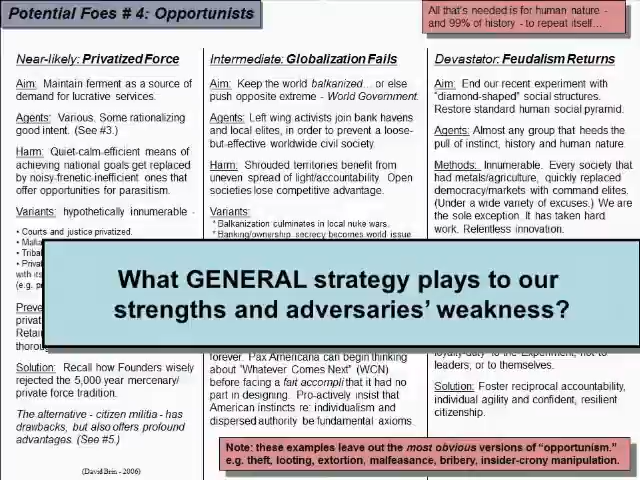 Potential Foes # 4: Opportunists
All that's needed is for human nature -
and 99% of history - to repeat itself...
Near-likely: Privatized Force
Aim: Maintain ferment as a source of
demand for lucrative services.
Agents: Various. Some rationalizing
good intent. (See #3.)
Harm: Quiet-calm-efficient means of
achieving national goals get replaced
by noisy-frenetic-inefficient ones that
offer opportunities for parasitism.
Variants: hypothetically innumerable -
• Courts and justice privatized.
•
• Tribal
•
with its
(e.g.
Retain
Solution: Recall how Founders wisely
rejected the 5,000 year mercenary/
private force tradition.
The alternative - citizen militia - has
drawbacks, but also offers profound
advantages. (See #5.)
(David Brin - 2006)
Intermediate: Globalization Fails
Aim: Keep the world balkanized... or else
push opposite extreme - World Government.
Agents: Left wing activists join bank havens
and local elites, in order to prevent a loose-
but-effective worldwide civil society.
Harm: Shrouded territories benefit from
uneven spread of light/accountability. Open
societies lose competitive advantage.
Variants:
* Balkanization culminates in local nuke wars.
* Banking/ownership secrecy becomes world issue
forever. Pax Americana can begin thinking
about "Whatever Comes Next" (WCN)
before facing a fait accompli that it had no
part in designing. Pro-actively insist that
American instincts re: individualism and
dispersed authority be fundamental axioms.
Devastator: Feudalism Returns
Aim: End our recent experiment with
"diamond-shaped" social structures.
Restore standard human social pyramid.
Agents: Almost any group that heeds the
pull of instinct, history and human nature.
Methods: Innumerable. Every society that
had metals/agriculture, quickly replaced
democracy/markets with command elites.
(Under a wide variety of excuses.) We are
the sole exception. It has taken hard
work. Relentless innovation.
loyalty-duty to the Experiment, not to
leaders, or to themselves.
Solution: Foster reciprocal accountability,
individual agility and confident, resilient
citizenship.
What GENERAL strategy plays to our
strengths and adversaries' weakness?
Note: these examples leave out the most obvious versions of "opportunism."
e.g. theft, looting, extortion, malfeasance, bribery, insider-crony manipulation.